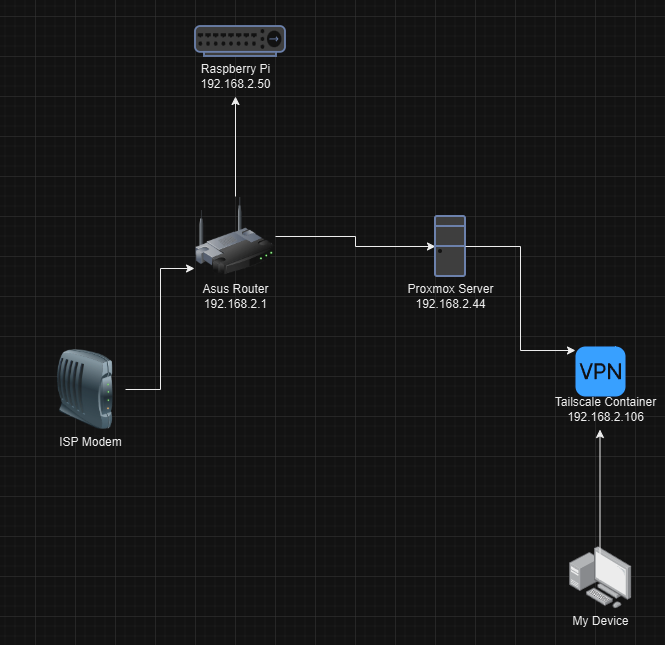 Raspberry Pi
192.168.2.50
Asus Router
192.168.2.1
Proxmox Server
192.168.2.44
VPN
Tailscale Container
192.168.2.106
ISP Modem
My Device